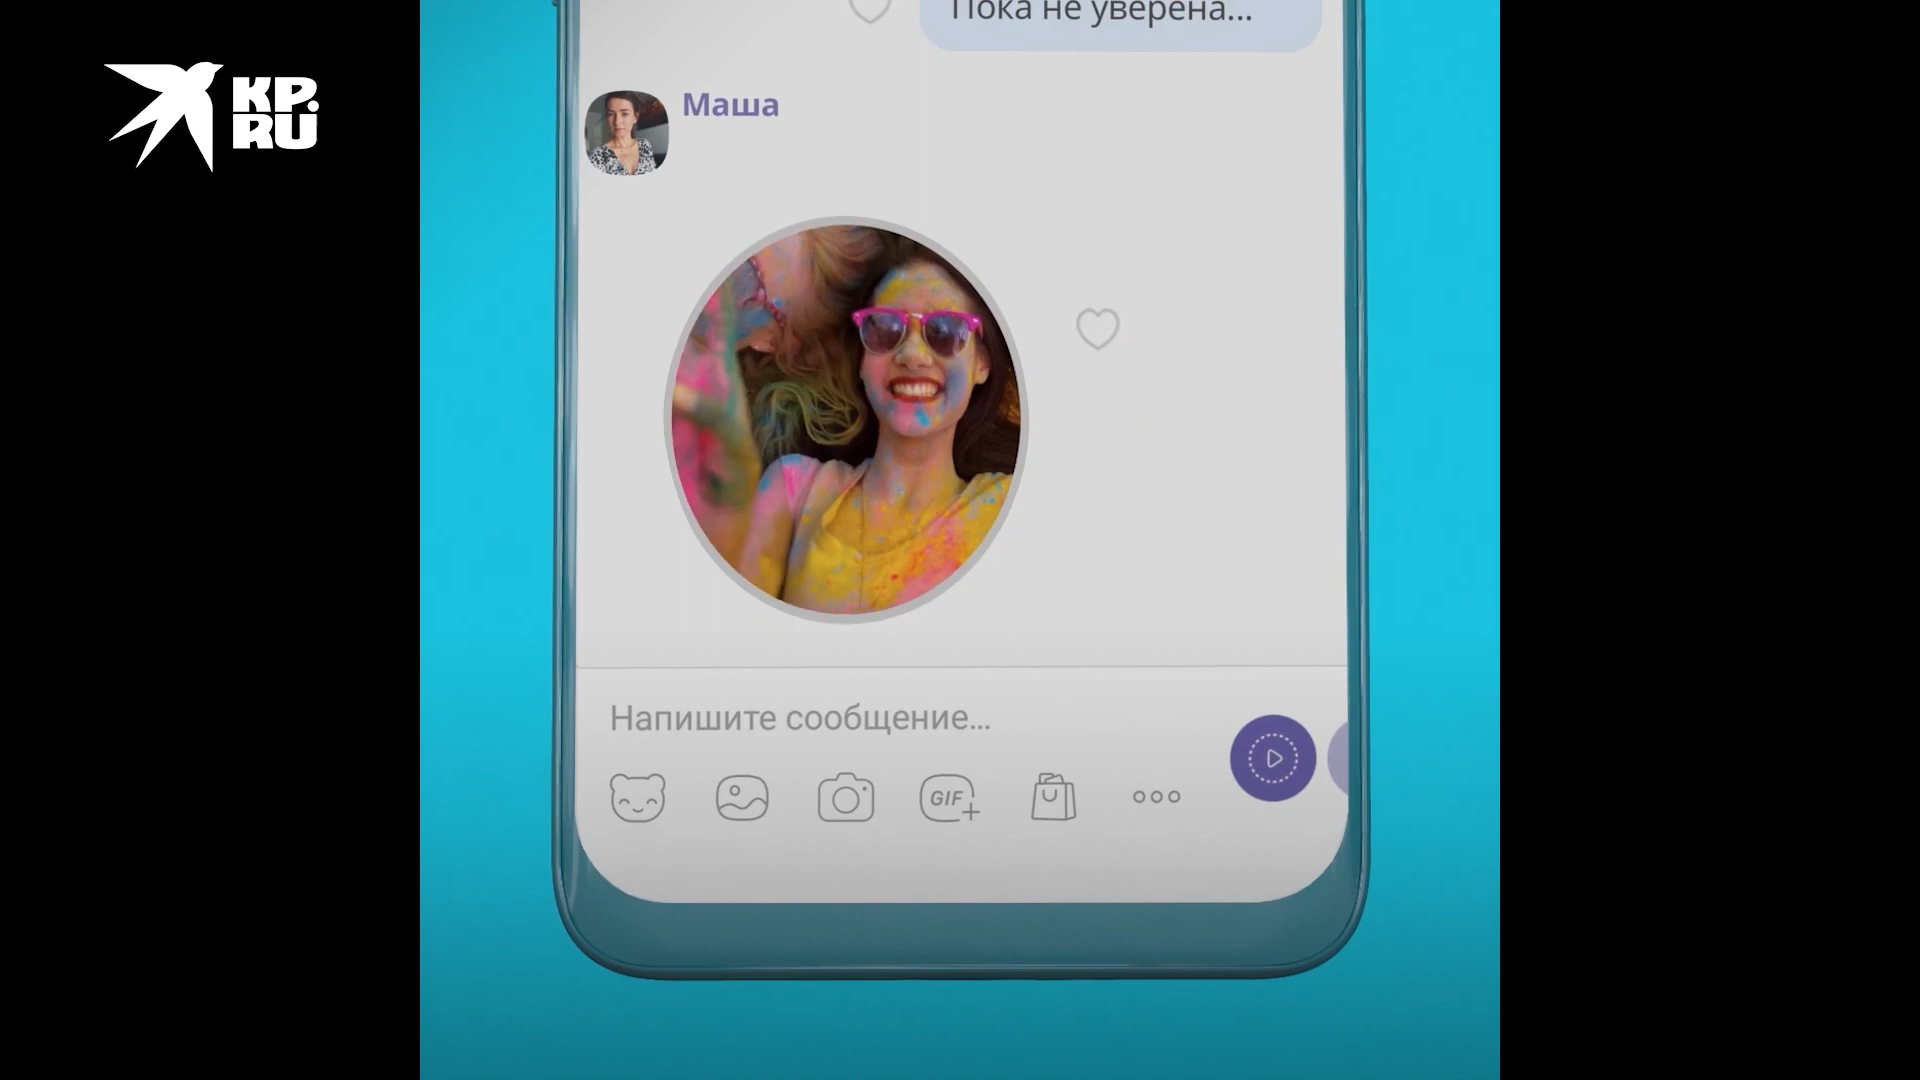 Пока не уверена...
KP.
RU
Маша
Напишите сообщение...
GIF